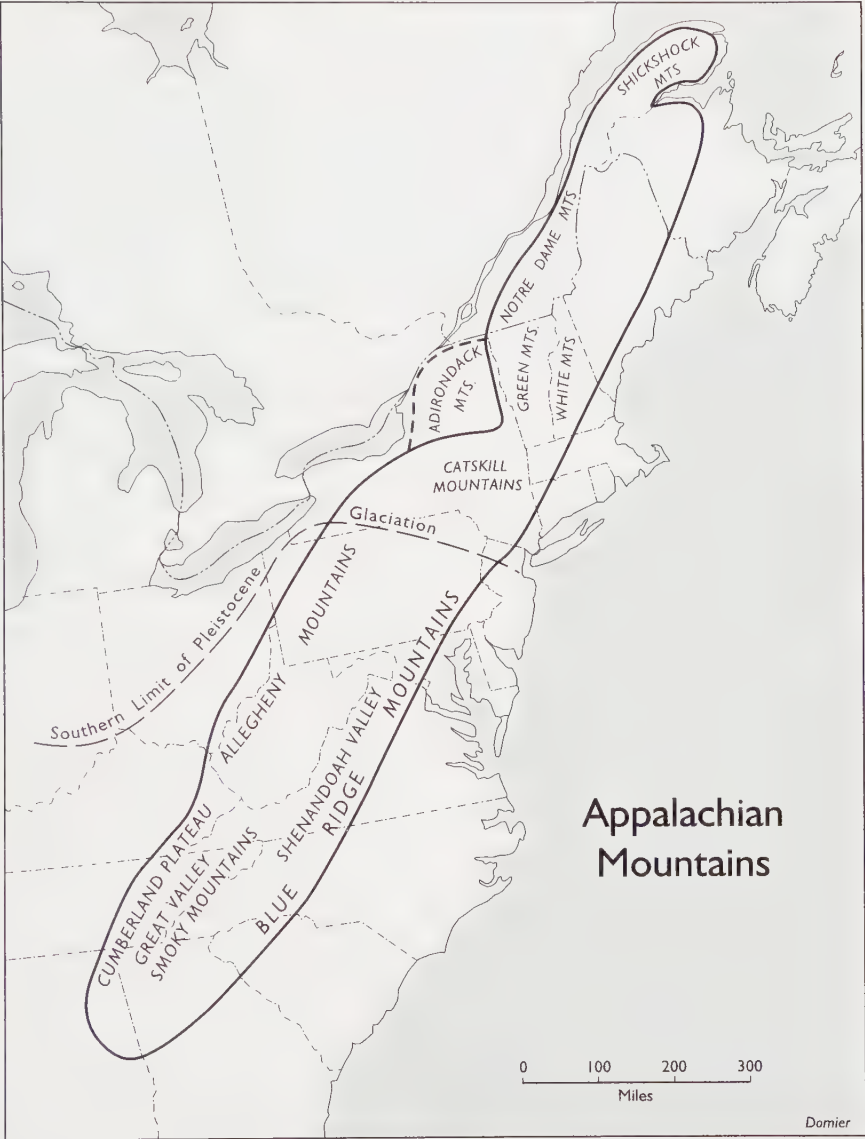 SHICKSHOCK
MTS
NOTRE DAME MTS
ADIRONDACK
MTS.
GREEN MTS.
WHITE MTS
CATSKILL
MOUNTAINS
Southern Limit of Pleistocene Glaciation
ALLEGHENY MOUNTAINS
SHENANDOAH VALLEY
BLUE RIDGE MOUNTAINS
CUMBERLAND PLATEAU
GREAT VALLEY
SMOKY MOUNTAINS
Appalachian
Mountains
0 100 200 300
Miles
Domier